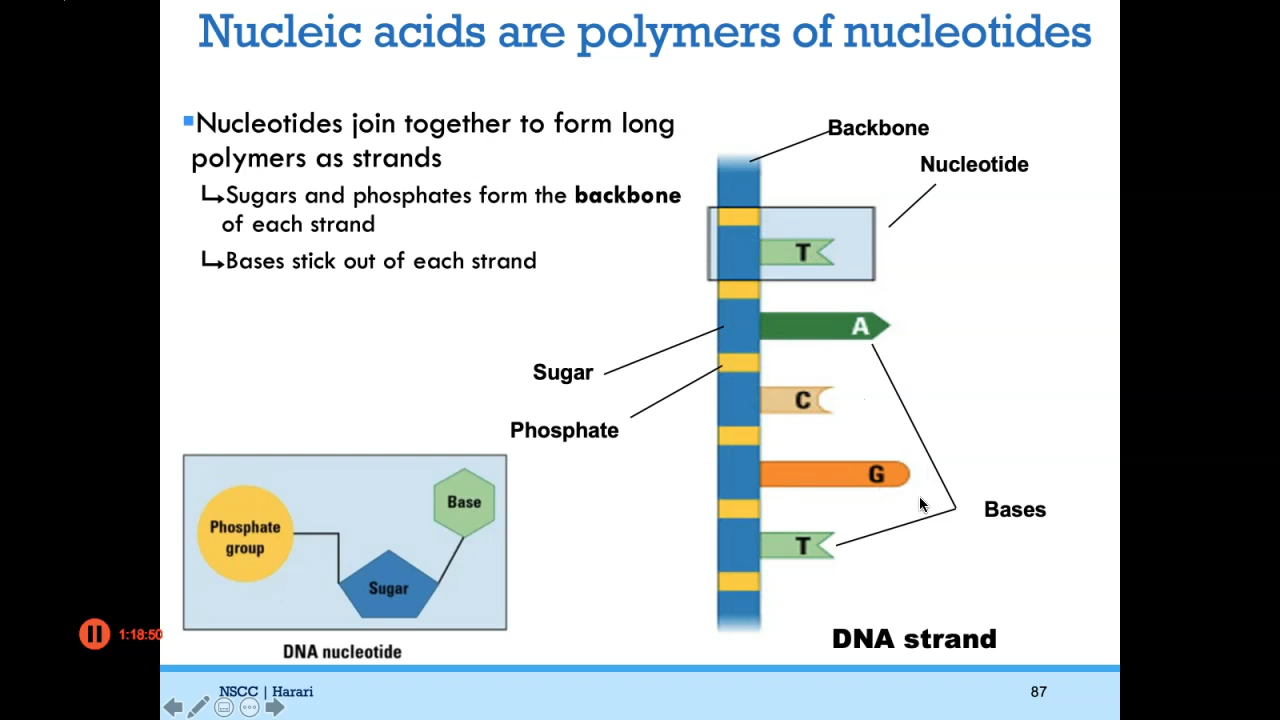 Nucleic acids are polymers of nucleotides
Nucleotides join together to form long
polymers as strands
Sugars and phosphates form the backbone
of each strand
Bases stick out of each strand
Backbone
Nucleotide
T
A
Sugar
C
Phosphate
G
Bases
T
Phosphate
group
Base
Sugar
DNA nucleotide
DNA strand
1:18:50
NSCC | Harari
87